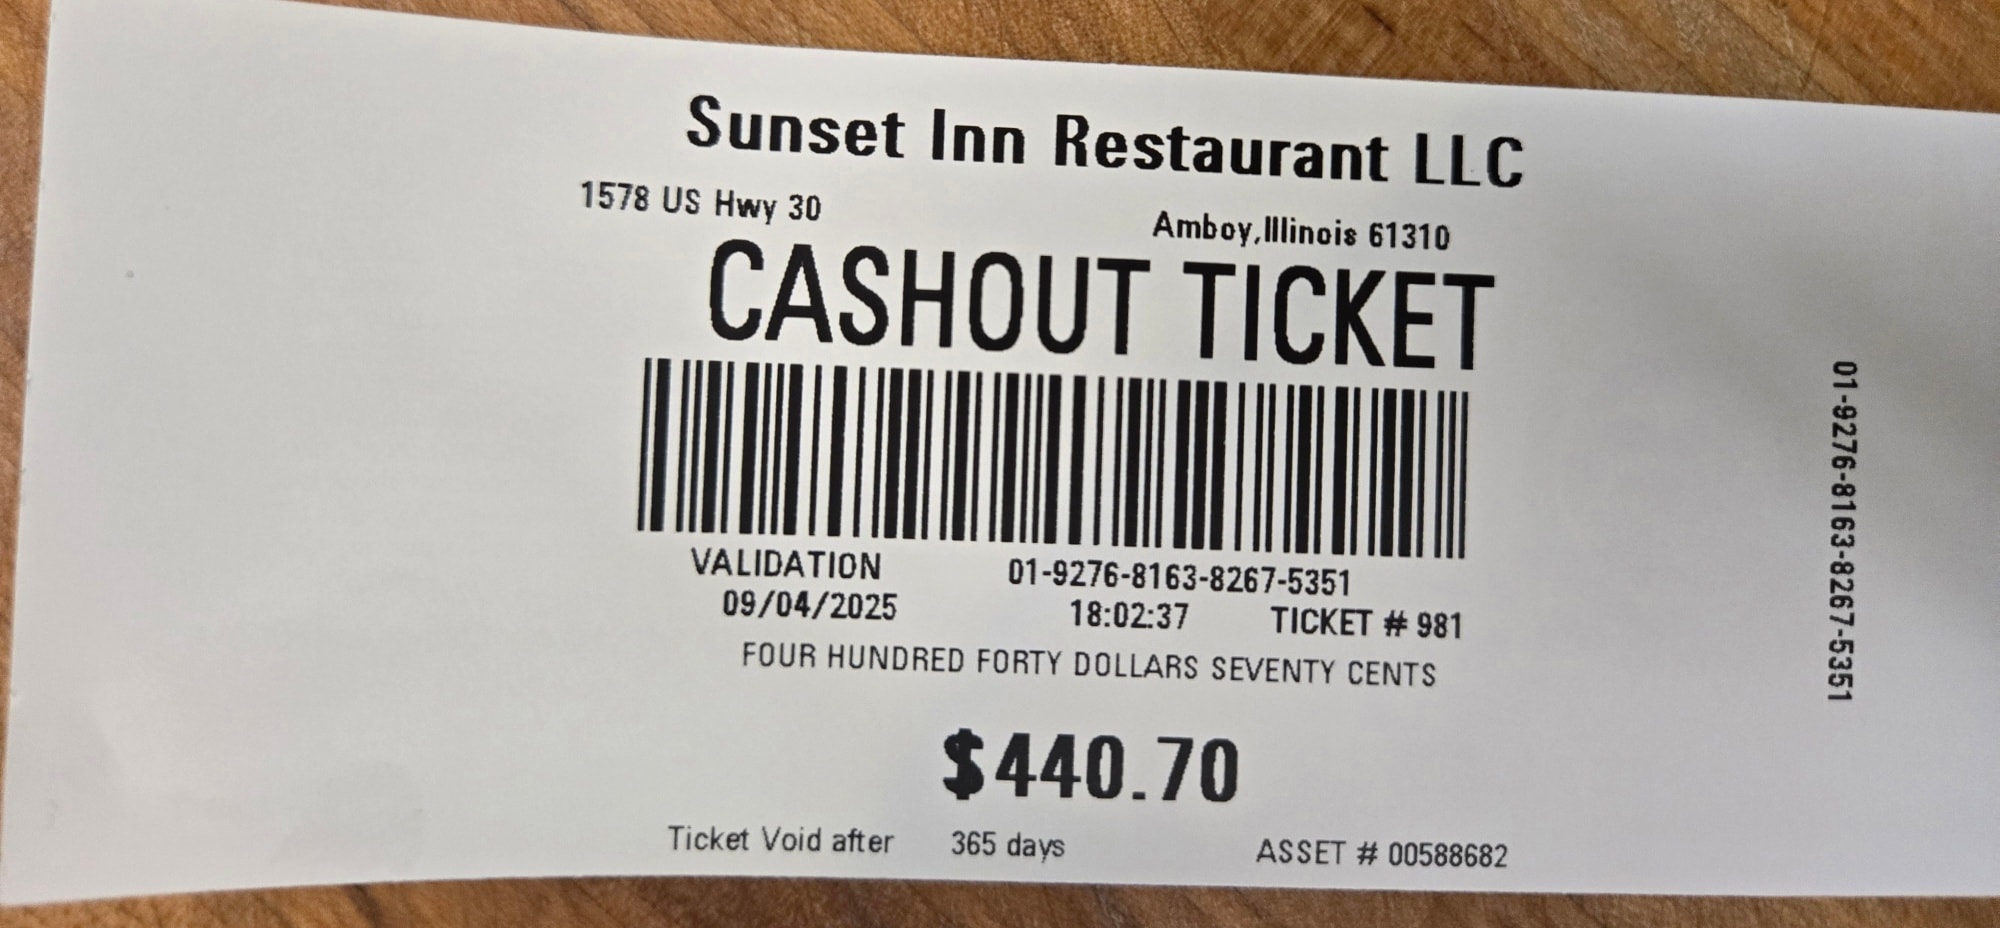 Sunset Inn Restaurant LLC
1578 US Hwy 30 Amboy,Illinois 61310
CASHOUT TICKET
VALIDATION 01-9276-8163-8267-5351
09/04/2025 18:02:37 TICKET # 981
FOUR HUNDRED FORTY DOLLARS SEVENTY CENTS
$440.70
Ticket Void after 365 days ASSET # 00588682
01-9276-8163-8267-5351